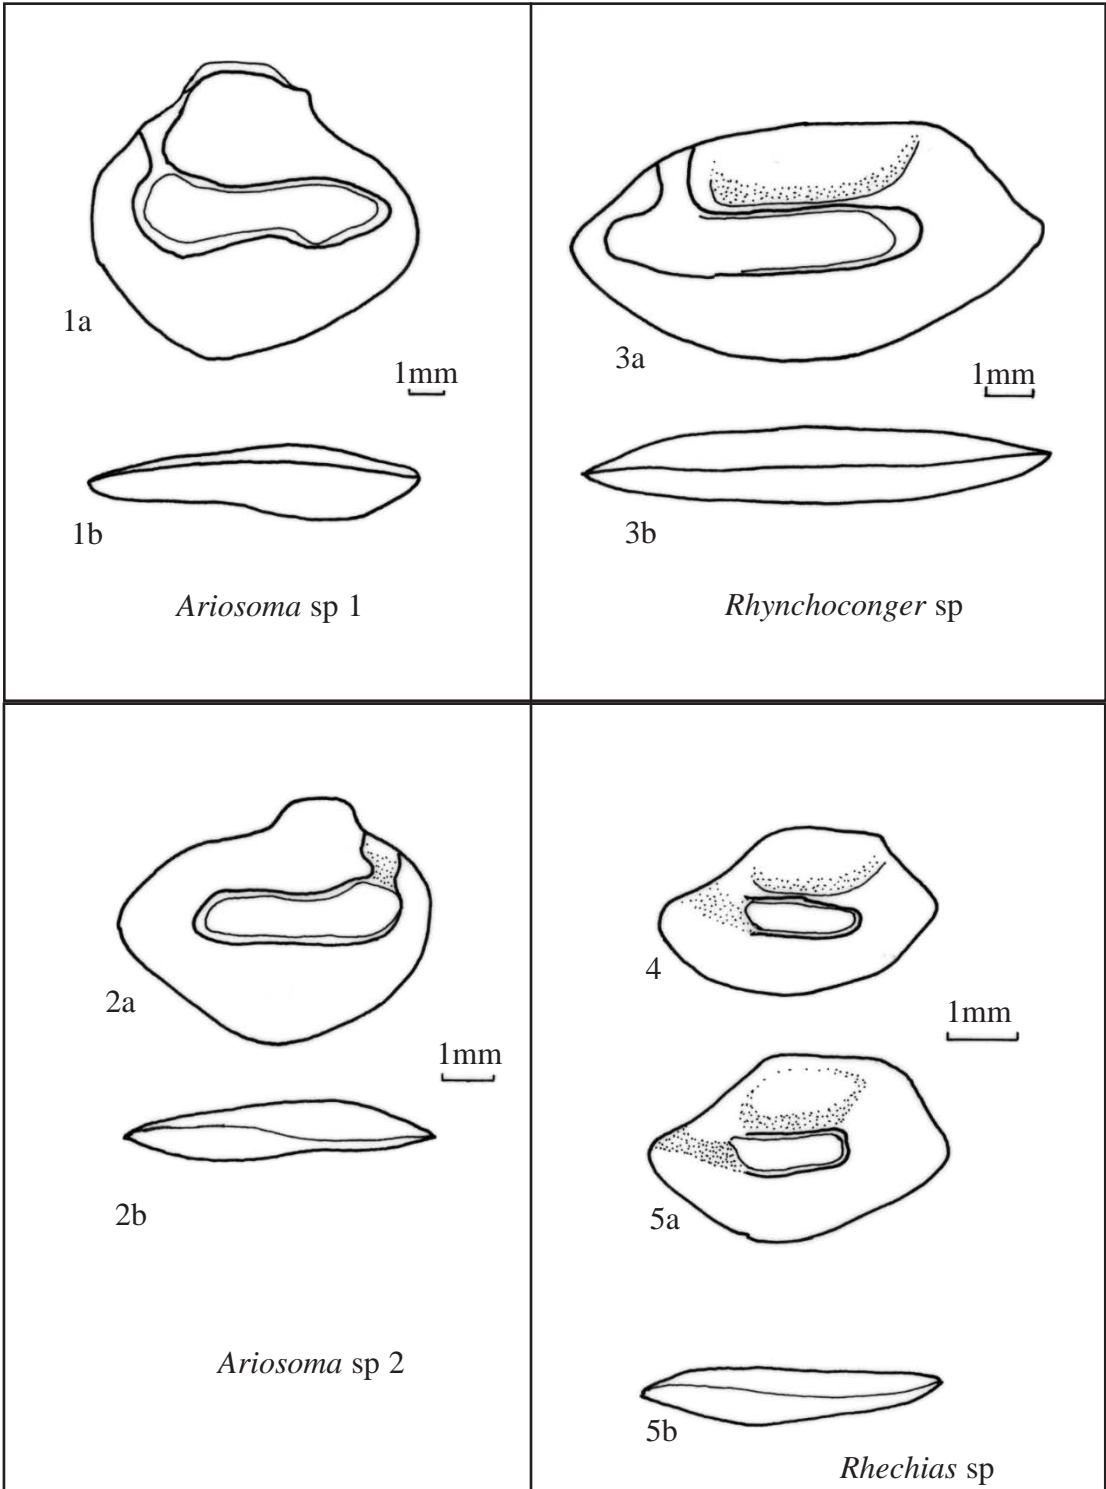 1a
1mm
1b
Ariosoma sp 1
3a
1mm
3b
Rhynchoconger sp
2a
1mm
2b
Ariosoma sp 2
4
1mm
5a
5b
Rhechias sp